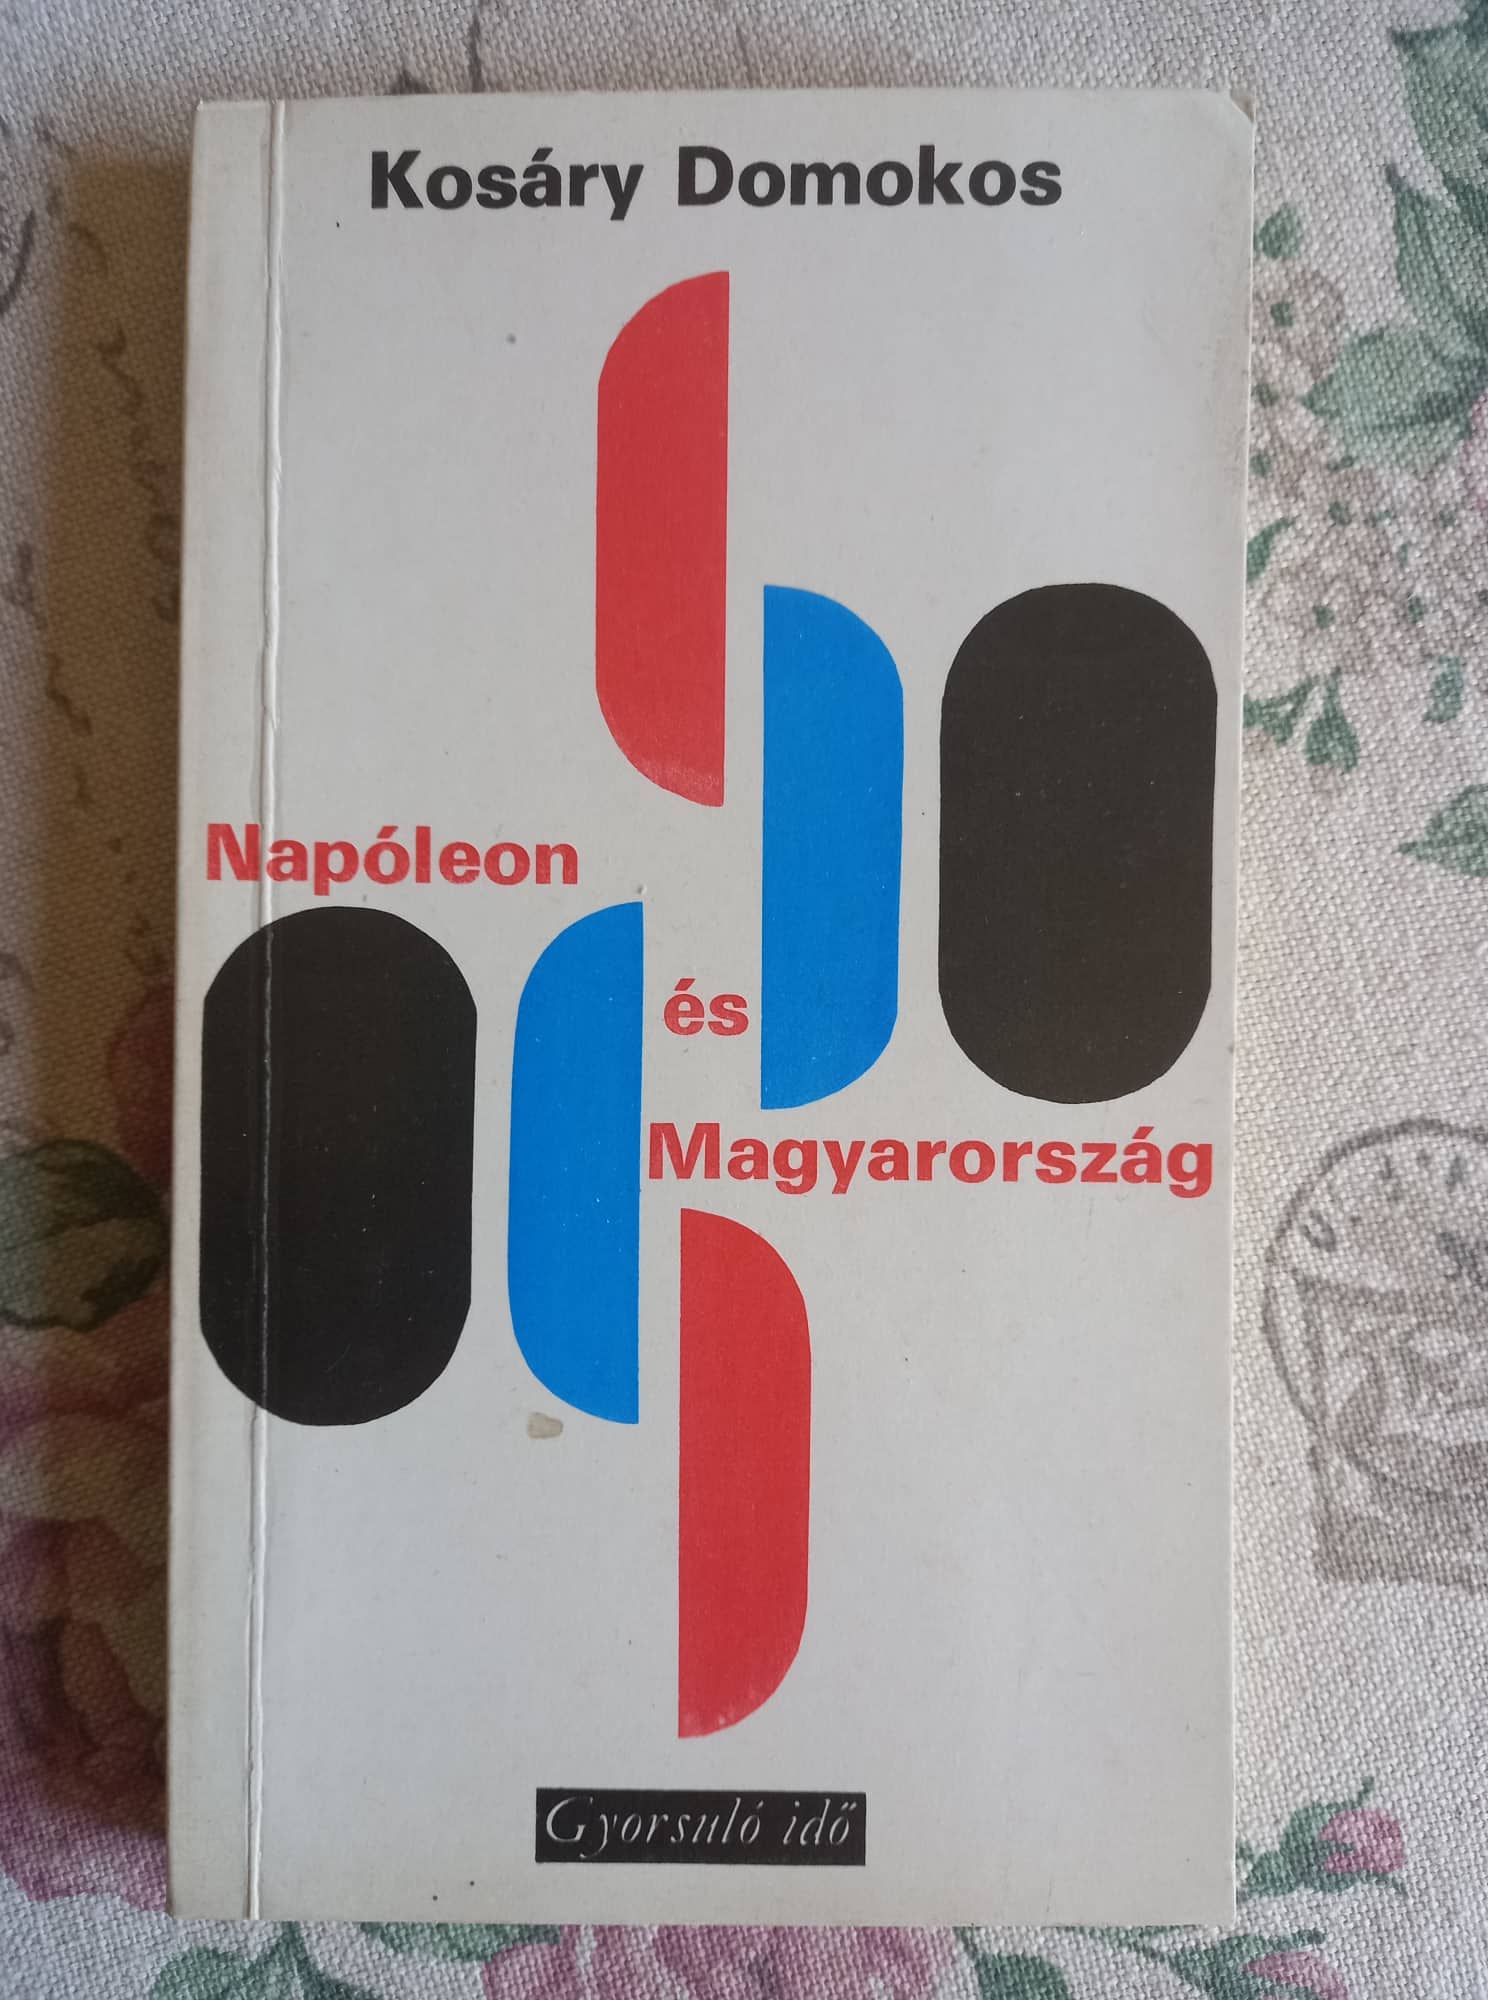 Kosáry Domokos
Napóleon
és
Magyarország
Gyorsuló idő